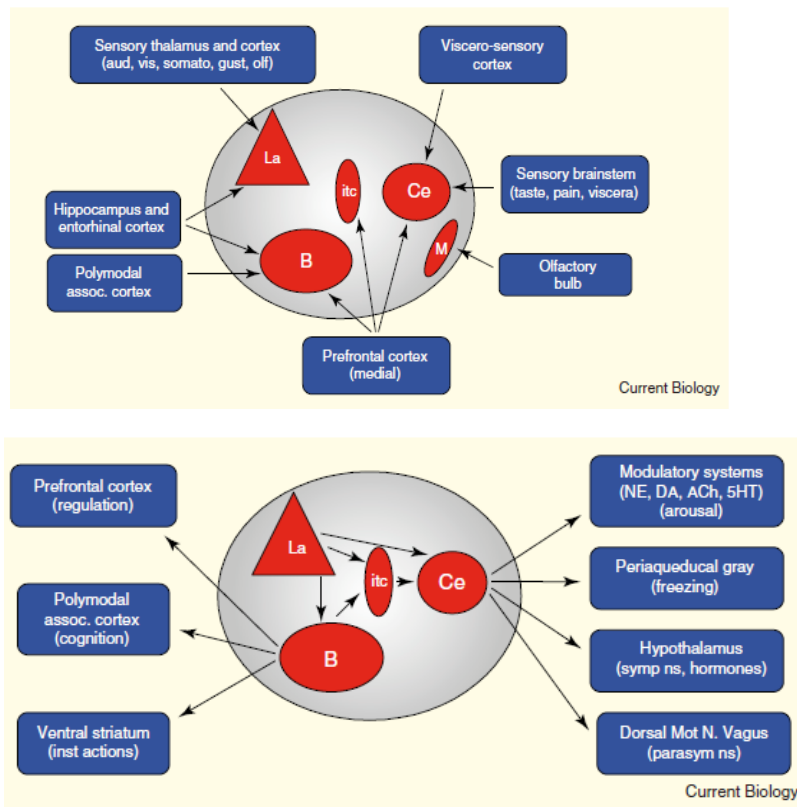 Sensory thalamus and cortex
(aud, vis, somato, gust, olf)
Viscero-sensory
cortex
La
itc
Ce
Sensory brainstem
(taste, pain, viscera)
Hippocampus and
entorhinal cortex
B
M
Polymodal
assoc. cortex
Olfactory
bulb
Prefrontal cortex
(medial)
Current Biology
Prefrontal cortex
(regulation)
Modulatory systems
(NE, DA, ACh, 5HT)
(arousal)
La
itc
Ce
Periaqueducal gray
(freezing)
Polymodal
assoc. cortex
(cognition)
B
Hypothalamus
(symp ns, hormones)
Ventral striatum
(inst actions)
Dorsal Mot N. Vagus
(parasym ns)
Current Biology